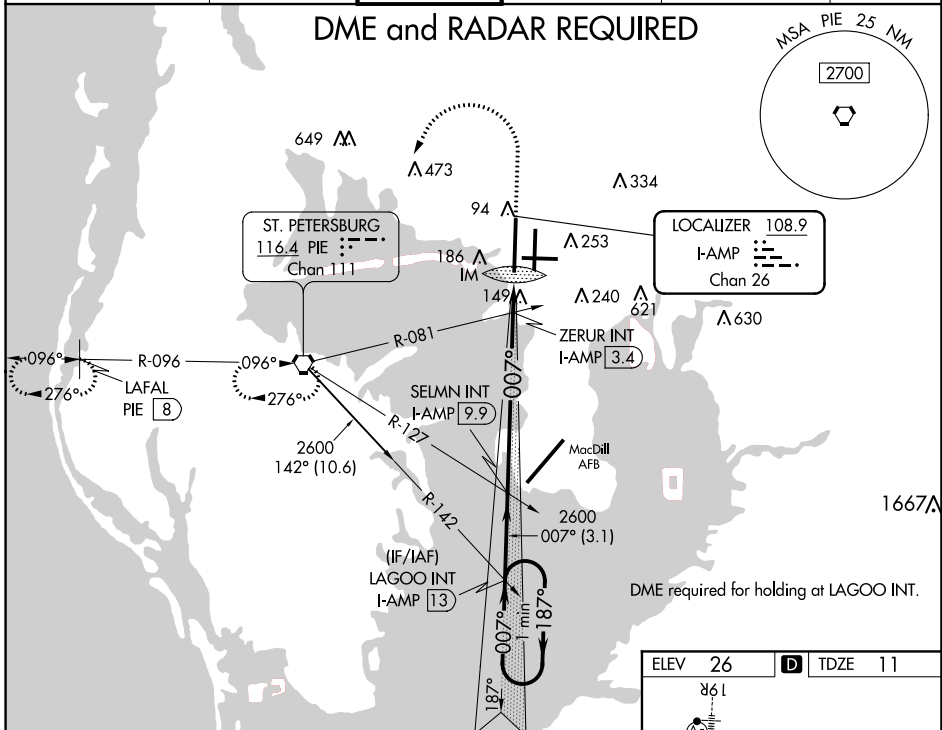 DME and RADAR REQUIRED
MSA PIE 25 NM
2700
649
473
334
94
ST. PETERSBURG
116.4 PIE
Chan 111
LOCALIZER 108.9
I-AMP
Chan 26
253
186
IM
149
240
621
630
R-081
ZERUR INT
I-AMP 3.4
096°
R-096
096°
276°
LAFAL
PIE 8
276°
007°
SELMN INT
I-AMP 9.9
R-127
2600
142° (10.6)
MacDill
AFB
R-142
1667
2600
007° (3.1)
(IF/IAF)
LAGOO INT
I-AMP 13
DME required for holding at LAGOO INT.
007°
1 min
187°
187°
ELEV 26
D
TDZE 11
19R